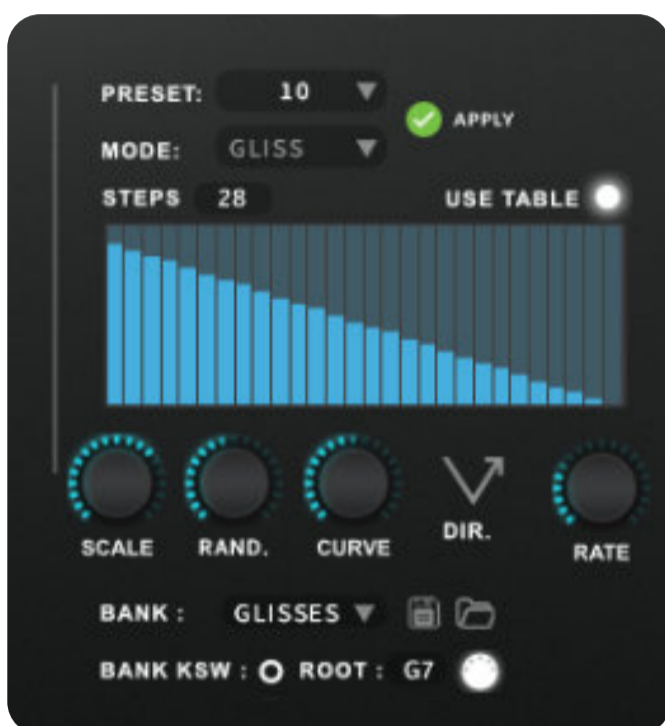 PRESET: 10
APPLY
MODE: GLISS
STEPS 28 USE TABLE
SCALE RAND. CURVE DIR. RATE
BANK : GLISSES
BANK KSW : ROOT : G7